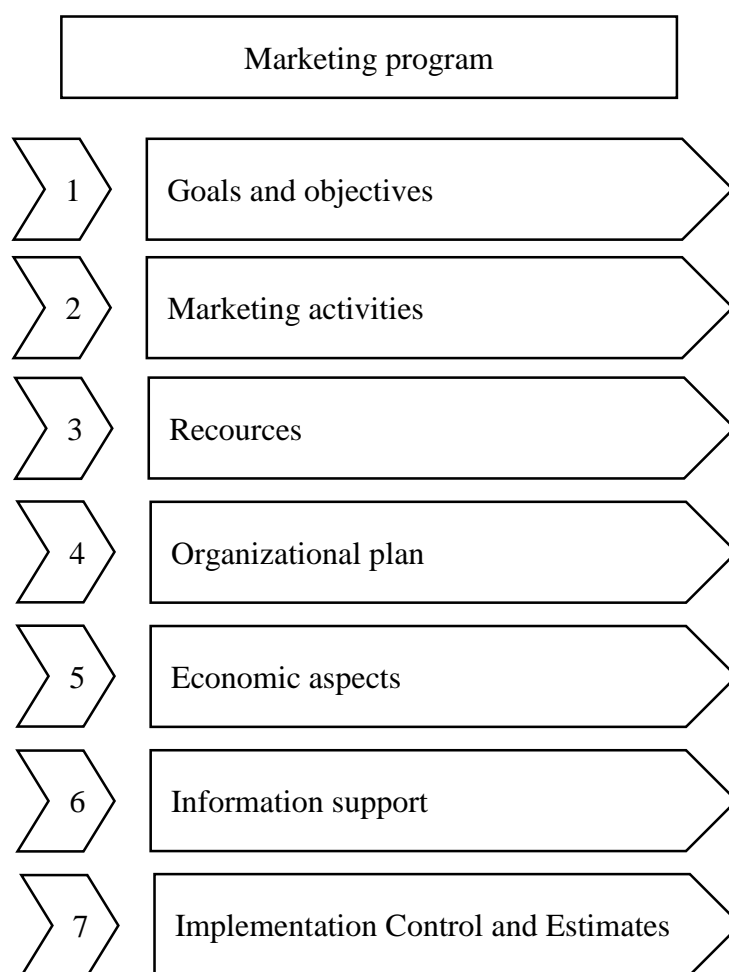 Marketing program
1 Goals and objectives
2 Marketing activities
3 Recources
4 Organizational plan
5 Economic aspects
6 Information support
7 Implementation Control and Estimates